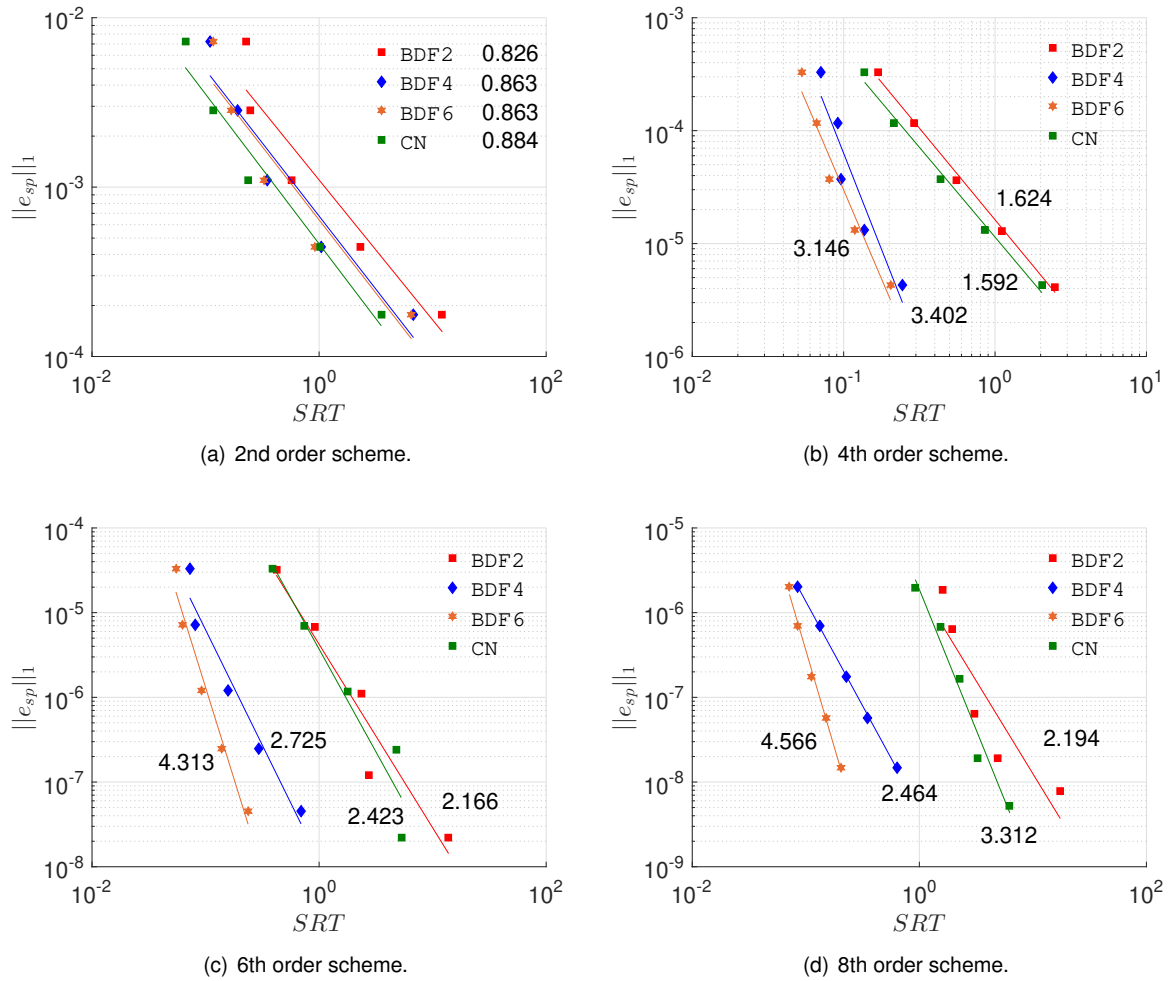 10^-2
10^-3
10^-4
||e_sp||_1
BDF2 0.826
BDF4 0.863
BDF6 0.863
CN 0.884
10^-2 10^0 10^2
SRT
(a) 2nd order scheme.
10^-3
10^-4
10^-5
10^-6
||e_sp||_1
BDF2
BDF4
BDF6
CN
1.624
3.146
1.592
3.402
10^-2 10^-1 10^0 10^1
SRT
(b) 4th order scheme.
10^-4
10^-5
10^-6
10^-7
10^-8
||e_sp||_1
BDF2
BDF4
BDF6
CN
4.313
2.725
2.423
2.166
10^-2 10^0 10^2
SRT
(c) 6th order scheme.
10^-5
10^-6
10^-7
10^-8
10^-9
||e_sp||_1
BDF2
BDF4
BDF6
CN
4.566
2.194
2.464
3.312
10^-2 10^0 10^2
SRT
(d) 8th order scheme.